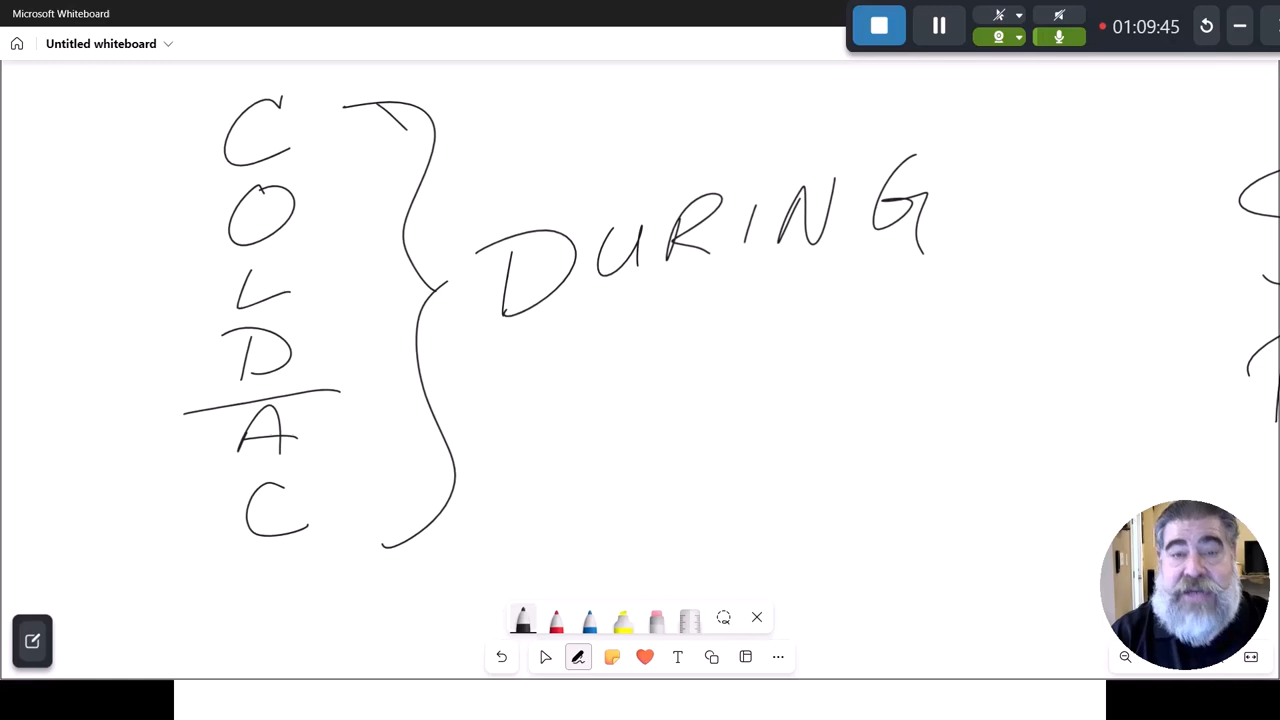 Microsoft Whiteboard
Untitled whiteboard
01:09:45
C
O
L
D
A
C
DURING
T